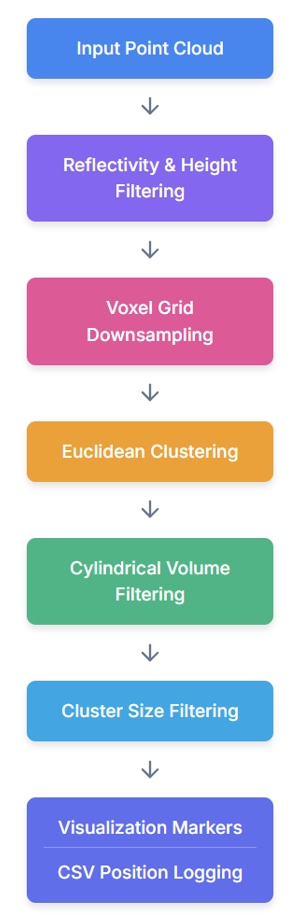 Input Point Cloud
Reflectivity & Height
Filtering
Voxel Grid
Downsampling
Euclidean Clustering
Cylindrical Volume
Filtering
Cluster Size Filtering
Visualization Markers
CSV Position Logging